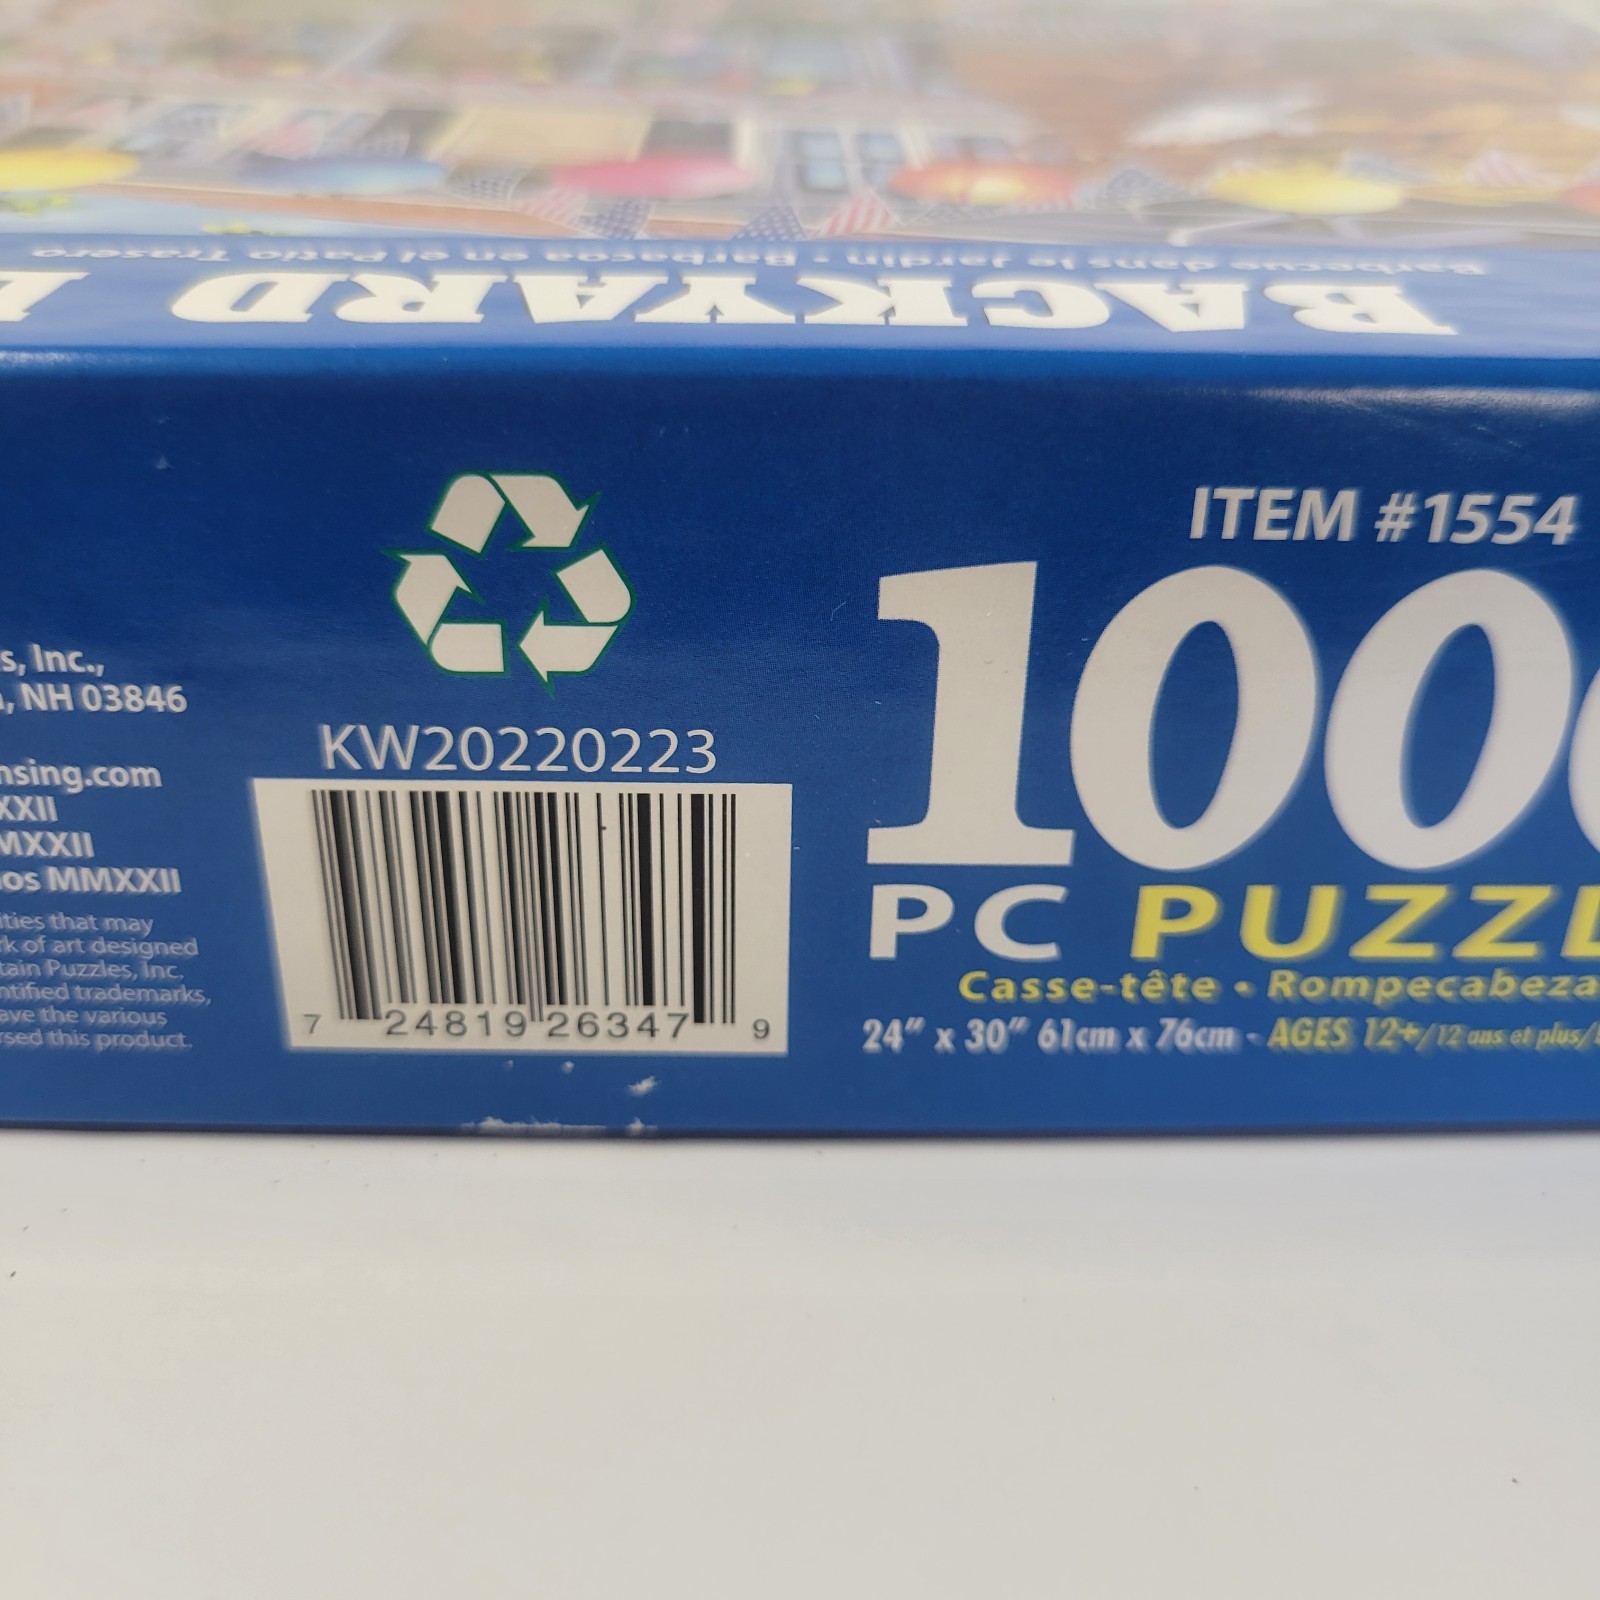 Barbecue dans le Jardin • Barbacoa en el Patio Trasero
BACKYARD
ITEM #1554
1000
PC PUZZL
Casse-tête • Rompecabeza
24" x 30" 61cm x 76cm - AGES 12+/12 ans et plus/
KW20220223
7 24819 26347 9
s, Inc.,
, NH 03846
nsing.com
XXII
MXXII
os MMXXII
ities that may
rk of art designed
tain Puzzles, Inc.
ntified trademarks,
ave the various
rsed this product.